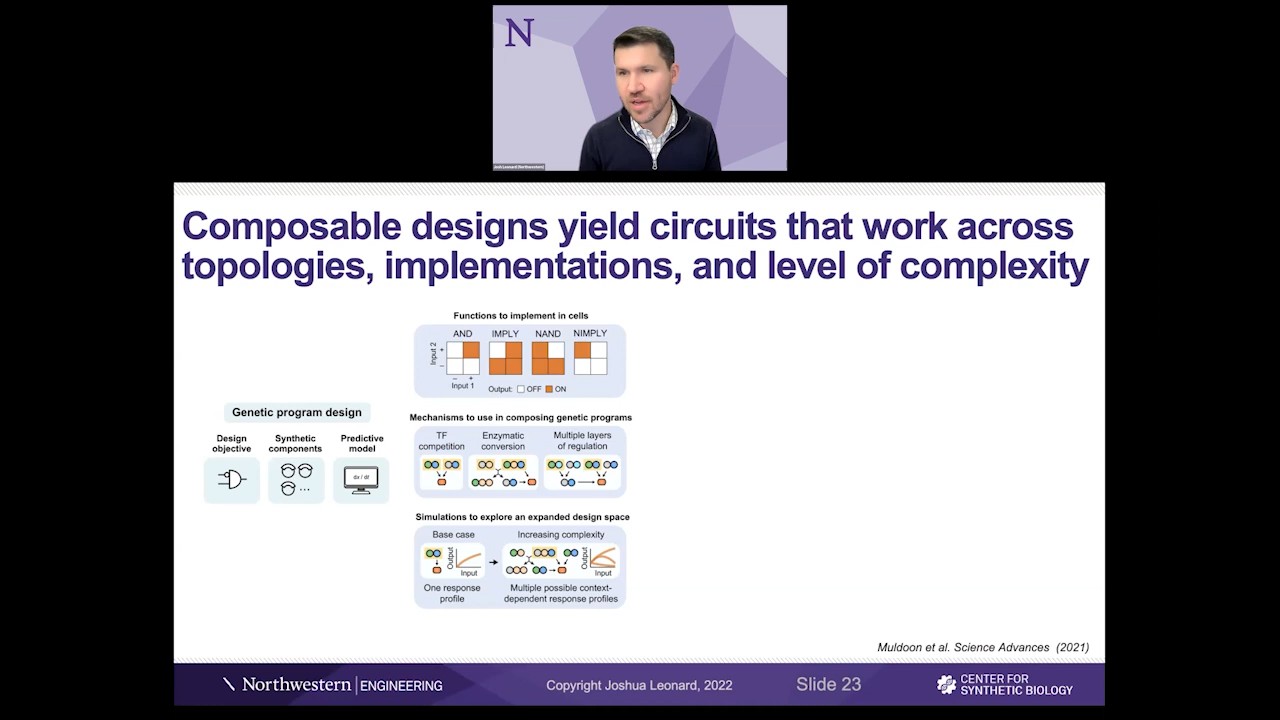 N
Josh Leonard (Northwestern)
Composable designs yield circuits that work across
topologies, implementations, and level of complexity
Functions to implement in cells
AND IMPLY NAND NIMPLY
Input 2
+
–
– +
Input 1
Output: OFF ON
Genetic program design
Design
objective
Synthetic
components
Predictive
model
...
dx / dt
Mechanisms to use in composing genetic programs
TF
competition
Enzymatic
conversion
Multiple layers
of regulation
Simulations to explore an expanded design space
Base case
Increasing complexity
Output
Input
Output
Input
One response
profile
Multiple possible context-
dependent response profiles
Muldoon et al. Science Advances (2021)
Northwestern ENGINEERING
Copyright Joshua Leonard, 2022
Slide 23
CENTER FOR
SYNTHETIC BIOLOGY